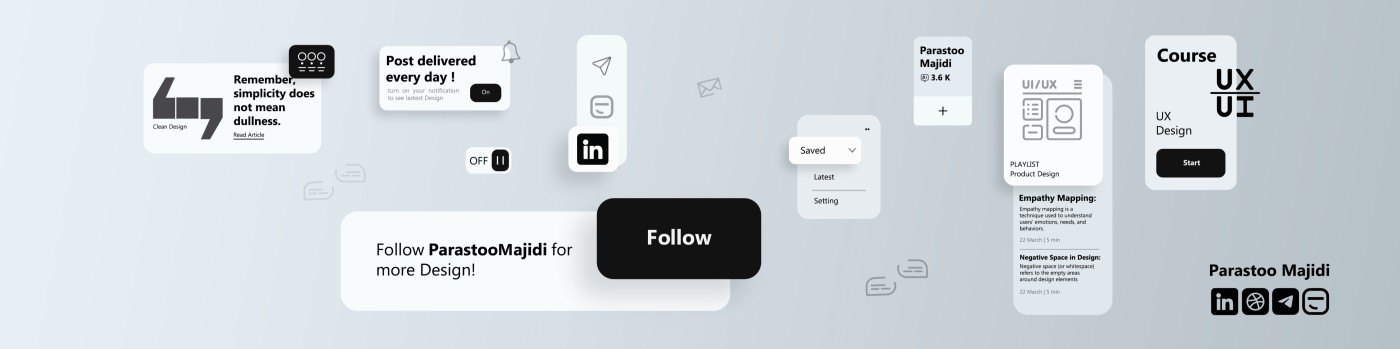 Remember,
simplicity does
not mean
dullness.
Clean Design
Read Article
Post delivered
every day !
turn on your notification
to see lastest Design
On
OFF
in
Follow ParastooMajidi for
more Design!
Follow
Saved
Latest
Setting
Parastoo
Majidi
3.6 K
+
UI/UX
PLAYLIST
Product Design
Empathy Mapping:
Empathy mapping is a
technique used to understand
users' emotions, needs, and
behaviors.
22 March | 5 min
Negative Space in Design:
Negative space (or whitespace)
refers to the empty areas
around design elements
22 March | 5 min
Course
UX
UI
UX
Design
Start
Parastoo Majidi
in